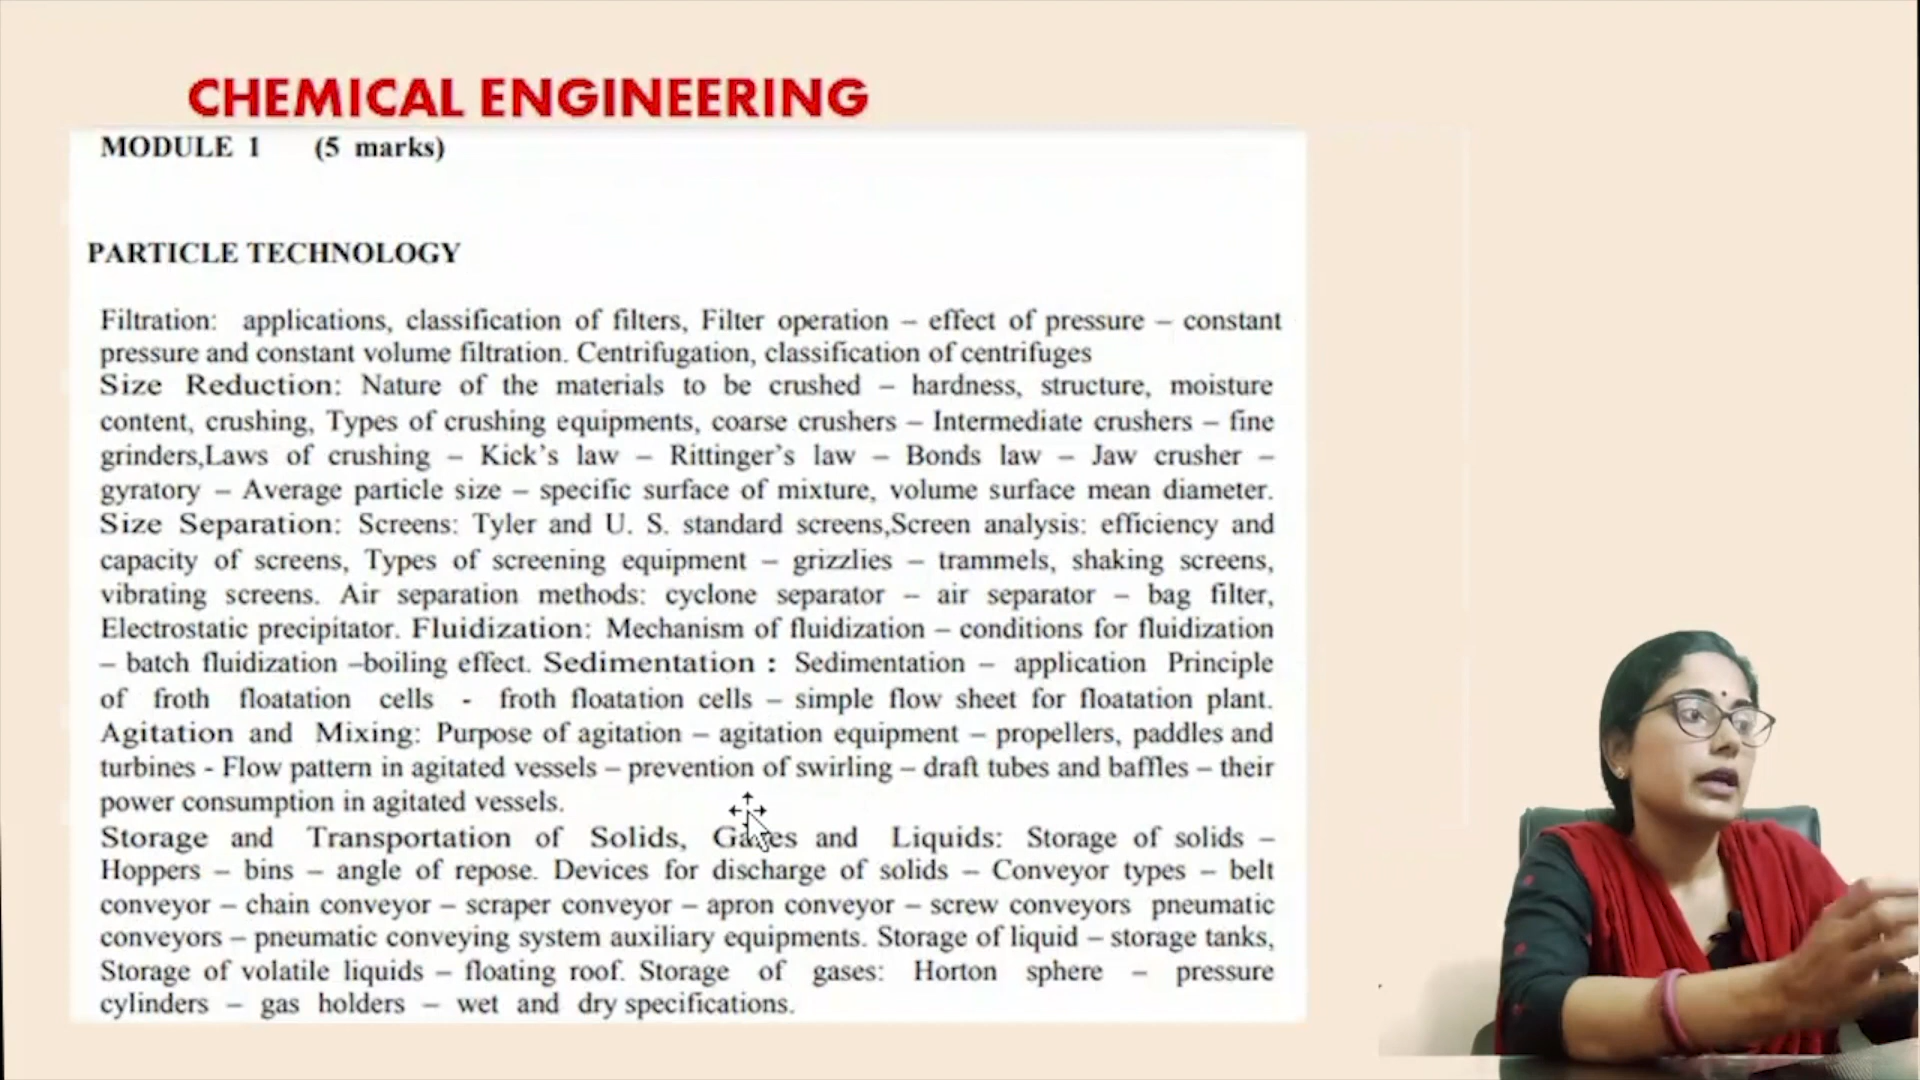 CHEMICAL ENGINEERING
MODULE 1 (5 marks)
PARTICLE TECHNOLOGY
Filtration: applications, classification of filters, Filter operation – effect of pressure – constant
pressure and constant volume filtration. Centrifugation, classification of centrifuges
Size Reduction: Nature of the materials to be crushed – hardness, structure, moisture
content, crushing, Types of crushing equipments, coarse crushers – Intermediate crushers – fine
grinders,Laws of crushing – Kick's law – Rittinger's law – Bonds law – Jaw crusher –
gyratory – Average particle size – specific surface of mixture, volume surface mean diameter.
Size Separation: Screens: Tyler and U. S. standard screens,Screen analysis: efficiency and
capacity of screens, Types of screening equipment – grizzlies – trammels, shaking screens,
vibrating screens. Air separation methods: cyclone separator – air separator – bag filter,
Electrostatic precipitator. Fluidization: Mechanism of fluidization – conditions for fluidization
– batch fluidization –boiling effect. Sedimentation : Sedimentation – application Principle
of froth floatation cells - froth floatation cells – simple flow sheet for floatation plant.
Agitation and Mixing: Purpose of agitation – agitation equipment – propellers, paddles and
turbines - Flow pattern in agitated vessels – prevention of swirling – draft tubes and baffles – their
power consumption in agitated vessels.
Storage and Transportation of Solids, Gases and Liquids: Storage of solids –
Hoppers – bins – angle of repose. Devices for discharge of solids – Conveyor types – belt
conveyor – chain conveyor – scraper conveyor – apron conveyor – screw conveyors pneumatic
conveyors – pneumatic conveying system auxiliary equipments. Storage of liquid – storage tanks,
Storage of volatile liquids – floating roof. Storage of gases: Horton sphere – pressure
cylinders – gas holders – wet and dry specifications.